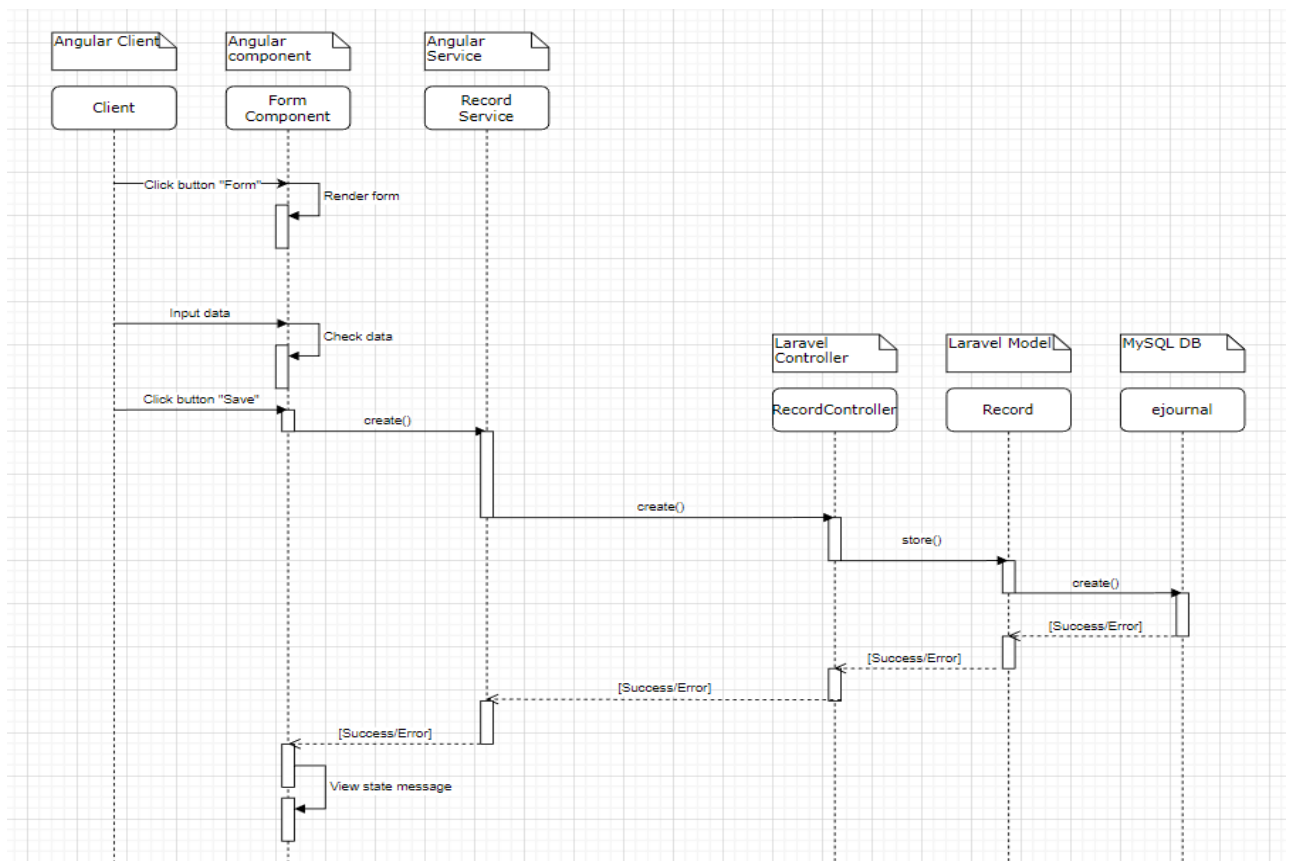 Angular Client
Angular
component
Angular
Service
Client
Form
Component
Record
Service
Click button "Form"
Render form
Input data
Check data
Laravel
Controller
Laravel Model
MySQL DB
Click button "Save"
RecordController
Record
ejournal
create()
create()
store()
create()
[Success/Error]
[Success/Error]
[Success/Error]
[Success/Error]
View state message